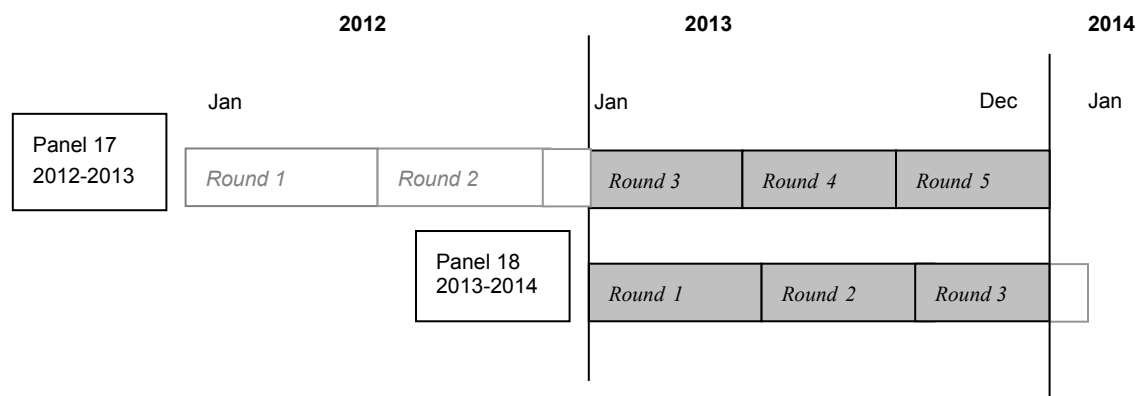 2012 2013 2014
Jan Jan Dec Jan
Panel 17
2012-2013
Round 1 Round 2 Round 3 Round 4 Round 5
Panel 18
2013-2014
Round 1 Round 2 Round 3